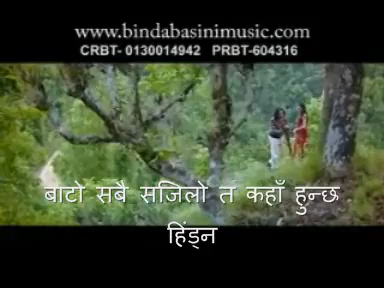 www.bindabasinimusic.com
CRBT- 0130014942 PRBT-604316
बाटो सबै सजिलो त कहाँ हुन्छ
हिंड्न